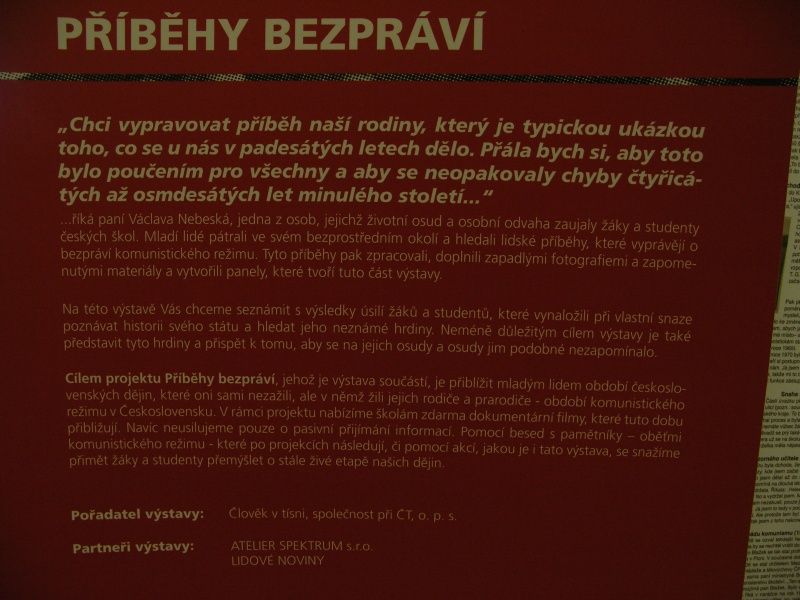 PŘÍBĚHY BEZPRÁVÍ
„Chci vypravovat příběh naší rodiny, který je typickou ukázkou
toho, co se u nás v padesátých letech dělo. Přála bych si, aby toto
bylo poučením pro všechny a aby se neopakovaly chyby čtyřicá-
tých až osmdesátých let minulého století...“
...říká paní Václava Nebeská, jedna z osob, jejichž životní osud a osobní odvaha zaujaly žáky a studenty
českých škol. Mladí lidé pátrali ve svém bezprostředním okolí a hledali lidské příběhy, které vyprávějí o
bezpráví komunistického režimu. Tyto příběhy pak zpracovali, doplnili zapadlými fotografiemi a zapome-
nutými materiály a vytvořili panely, které tvoří tuto část výstavy.
Na této výstavě Vás chceme seznámit s výsledky úsilí žáků a studentů, které vynaložili při vlastní snaze
poznávat historii svého státu a hledat jeho neznámé hrdiny. Neméně důležitým cílem výstavy je také
představit tyto hrdiny a přispět k tomu, aby se na jejich osudy a osudy jim podobné nezapomínalo.
Cílem projektu Příběhy bezpráví, jehož je výstava součástí, je přiblížit mladým lidem období českoslo-
venských dějin, které oni sami nezažili, ale v němž žili jejich rodiče a prarodiče - období komunistického
režimu v Československu. V rámci projektu nabízíme školám zdarma dokumentární filmy, které tuto dobu
přibližují. Navíc neusilujeme pouze o pasivní přijímání informací. Pomocí besed s pamětníky – oběťmi
komunistického režimu - které po projekcích následují, či pomocí akcí, jakou je i tato výstava, se snažíme
přimět žáky a studenty přemýšlet o stále živé etapě našich dějin.
Pořadatel výstavy: Člověk v tísni, společnost při ČT, o. p. s.
Partneři výstavy: ATELIER SPEKTRUM s.r.o.
LIDOVÉ NOVINY